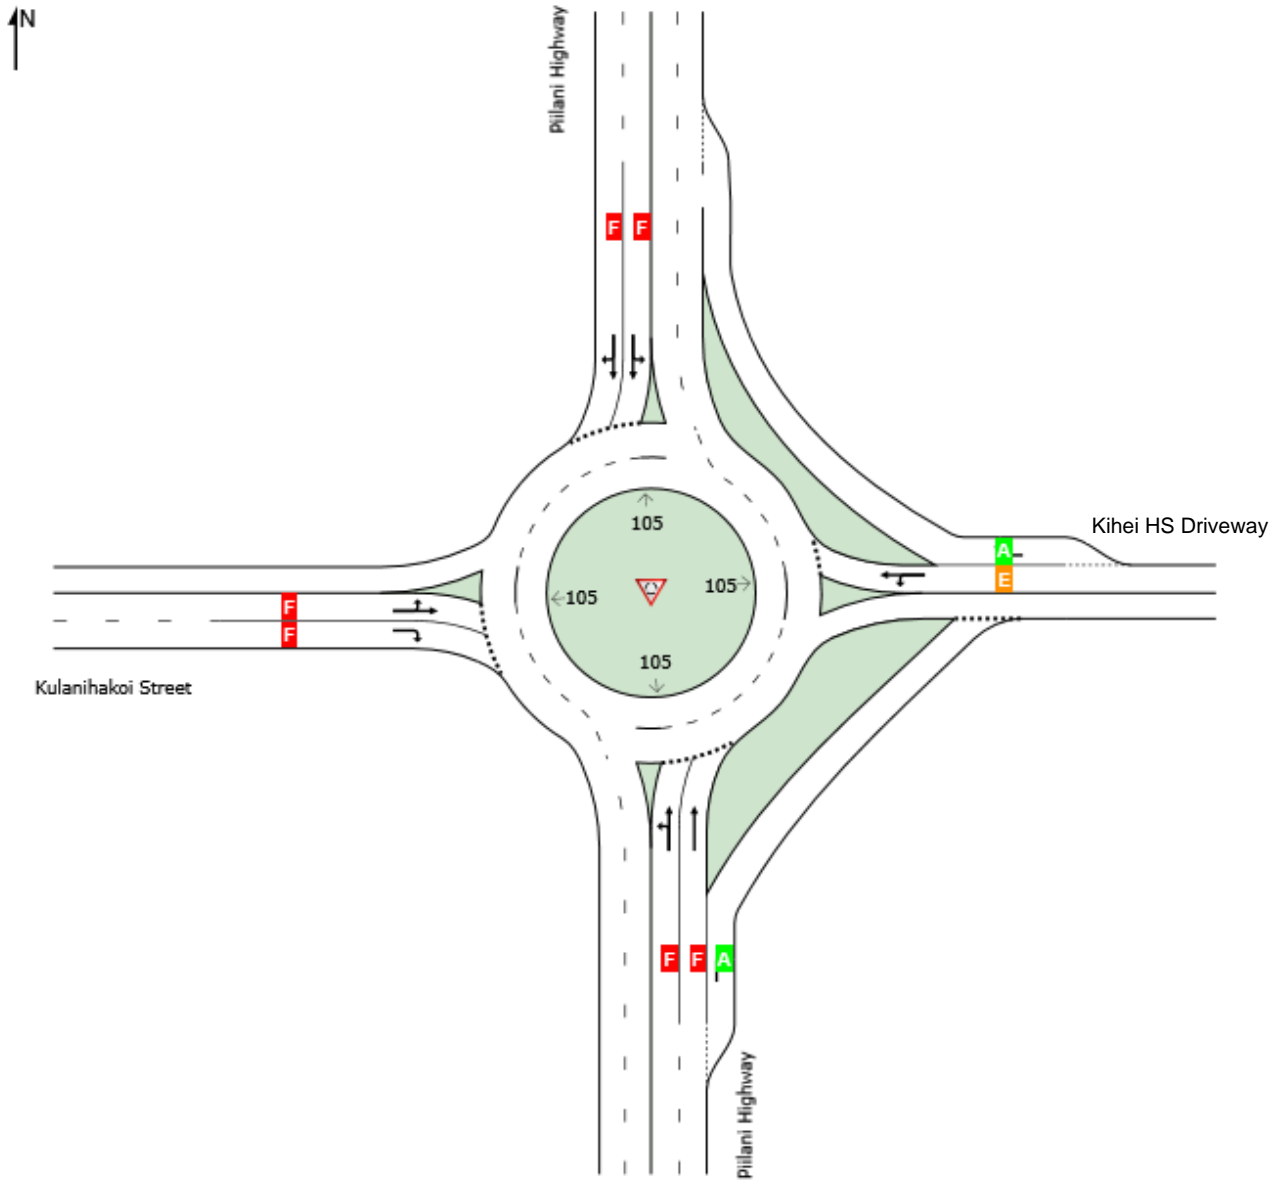 N
Piilani Highway
F F
105
Kihei HS Driveway
A
E
105
105
F
F
105
Kulanihakoi Street
F F A
Piilani Highway